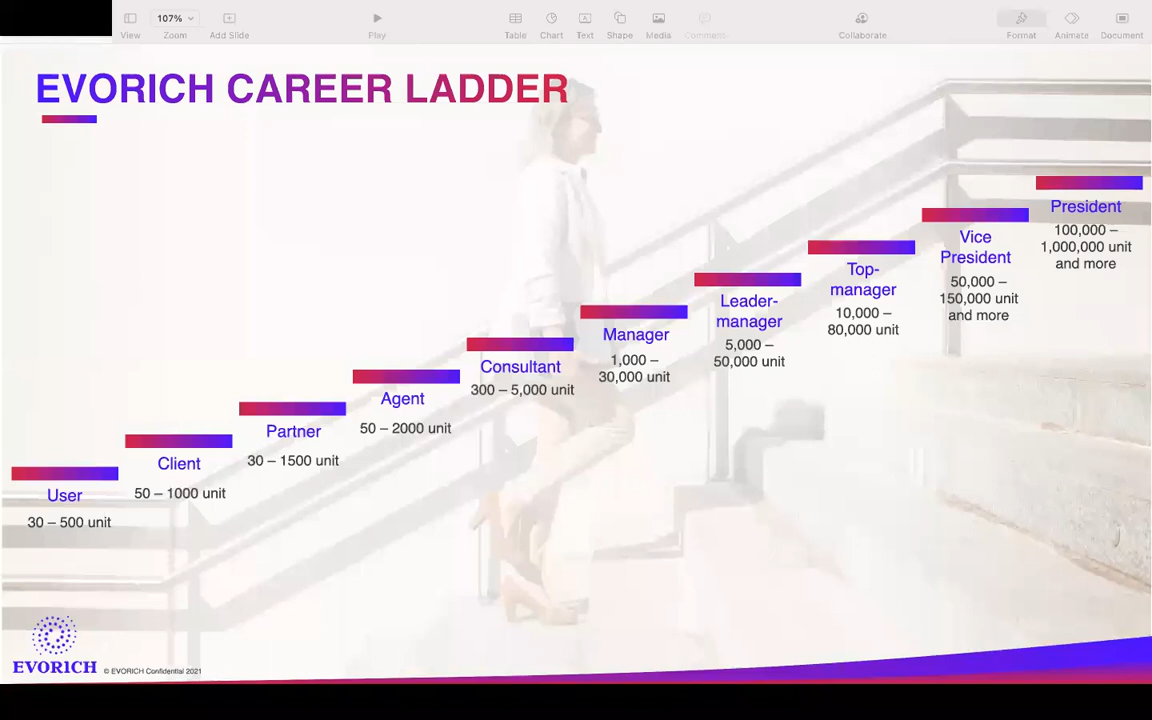 107%
View
Zoom
Add Slide
Play
Table
Chart
Text
Shape
Media
Comment
Collaborate
Format
Animate
Document
EVORICH CAREER LADDER
User
30 – 500 unit
Client
50 – 1000 unit
Partner
30 – 1500 unit
Agent
50 – 2000 unit
Consultant
300 – 5,000 unit
Manager
1,000 –
30,000 unit
Leader-
manager
5,000 –
50,000 unit
Top-
manager
10,000 –
80,000 unit
Vice
President
50,000 –
150,000 unit
and more
President
100,000 –
1,000,000 unit
and more
EVORICH
© EVORICH Confidential 2021